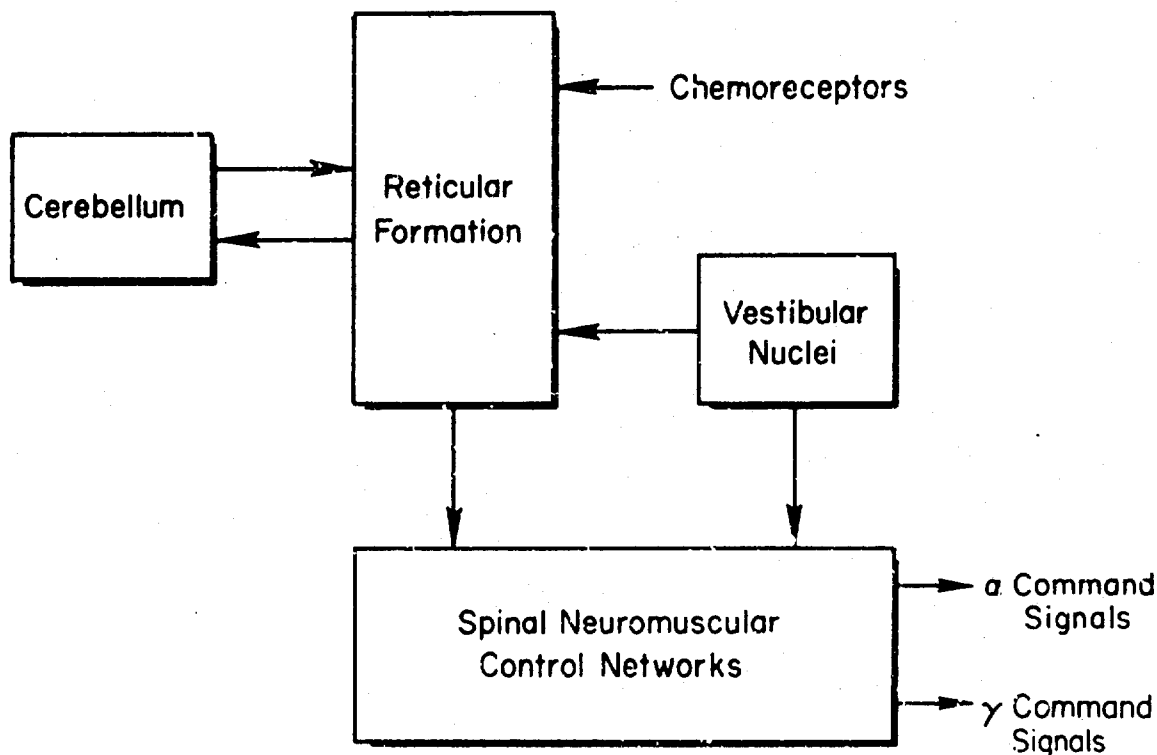 Chemoreceptors
Cerebellum
Reticular
Formation
Vestibular
Nuclei
Spinal Neuromuscular
Control Networks
α Command
Signals
γ Command
Signals